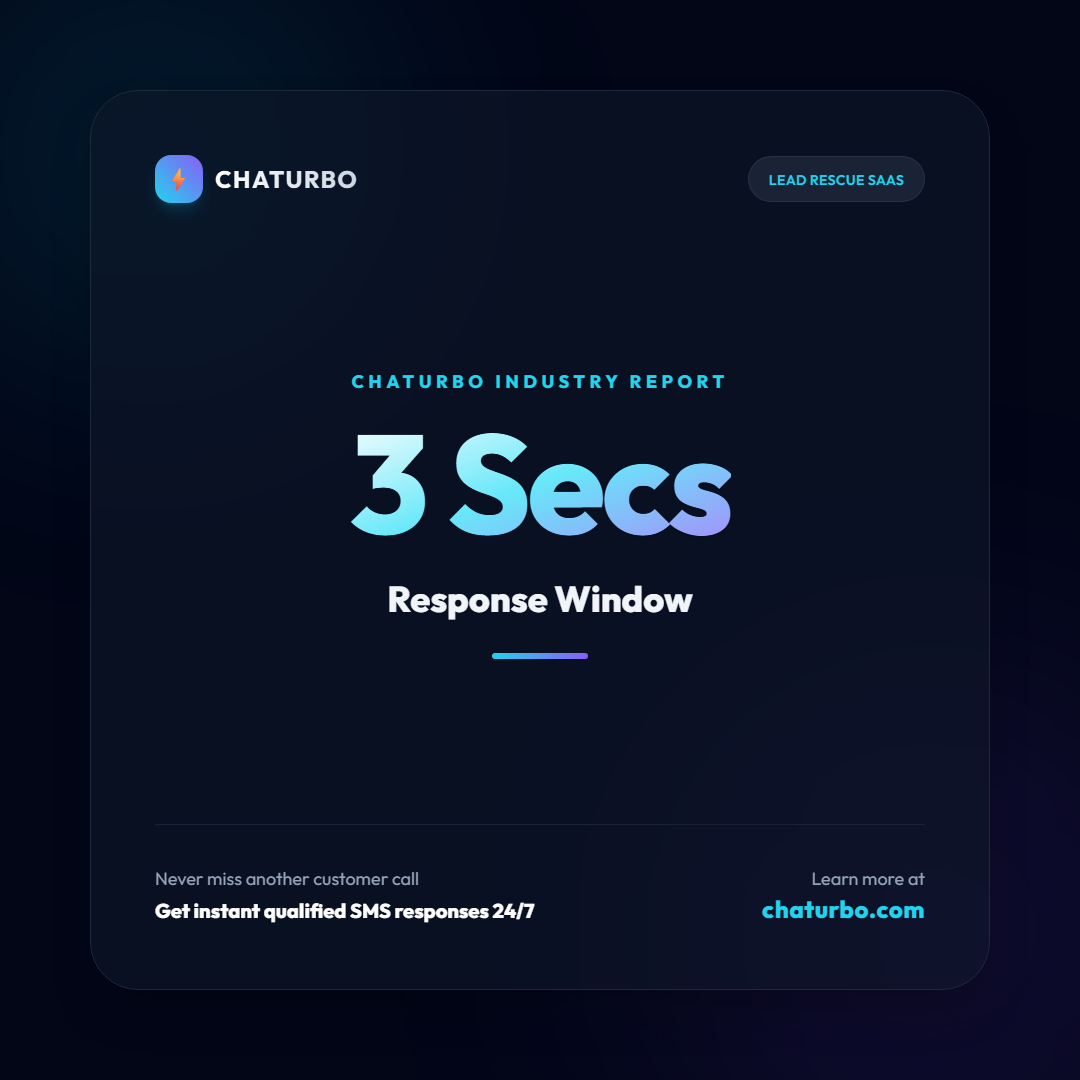 CHATURBO
LEAD RESCUE SAAS
CHATURBO INDUSTRY REPORT
3 Secs
Response Window
Never miss another customer call
Get instant qualified SMS responses 24/7
Learn more at
chaturbo.com